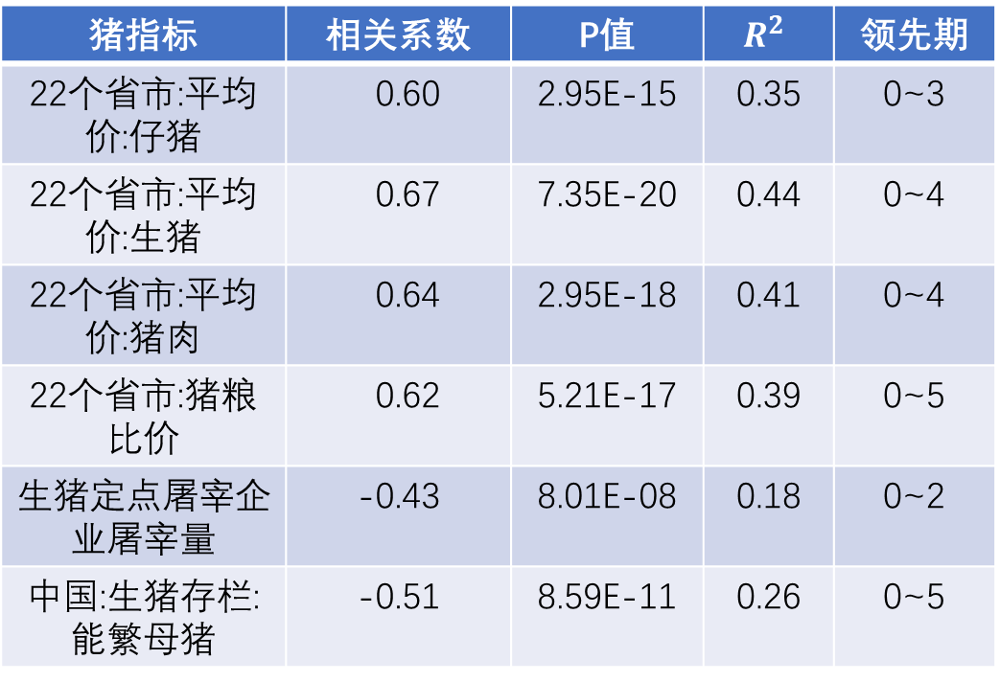 猪指标 相关系数 P值 R² 领先期
22个省市:平均
价:仔猪 0.60 2.95E-15 0.35 0~3
22个省市:平均
价:生猪 0.67 7.35E-20 0.44 0~4
22个省市:平均
价:猪肉 0.64 2.95E-18 0.41 0~4
22个省市:猪粮
比价 0.62 5.21E-17 0.39 0~5
生猪定点屠宰企
业屠宰量 -0.43 8.01E-08 0.18 0~2
中国:生猪存栏:
能繁母猪 -0.51 8.59E-11 0.26 0~5